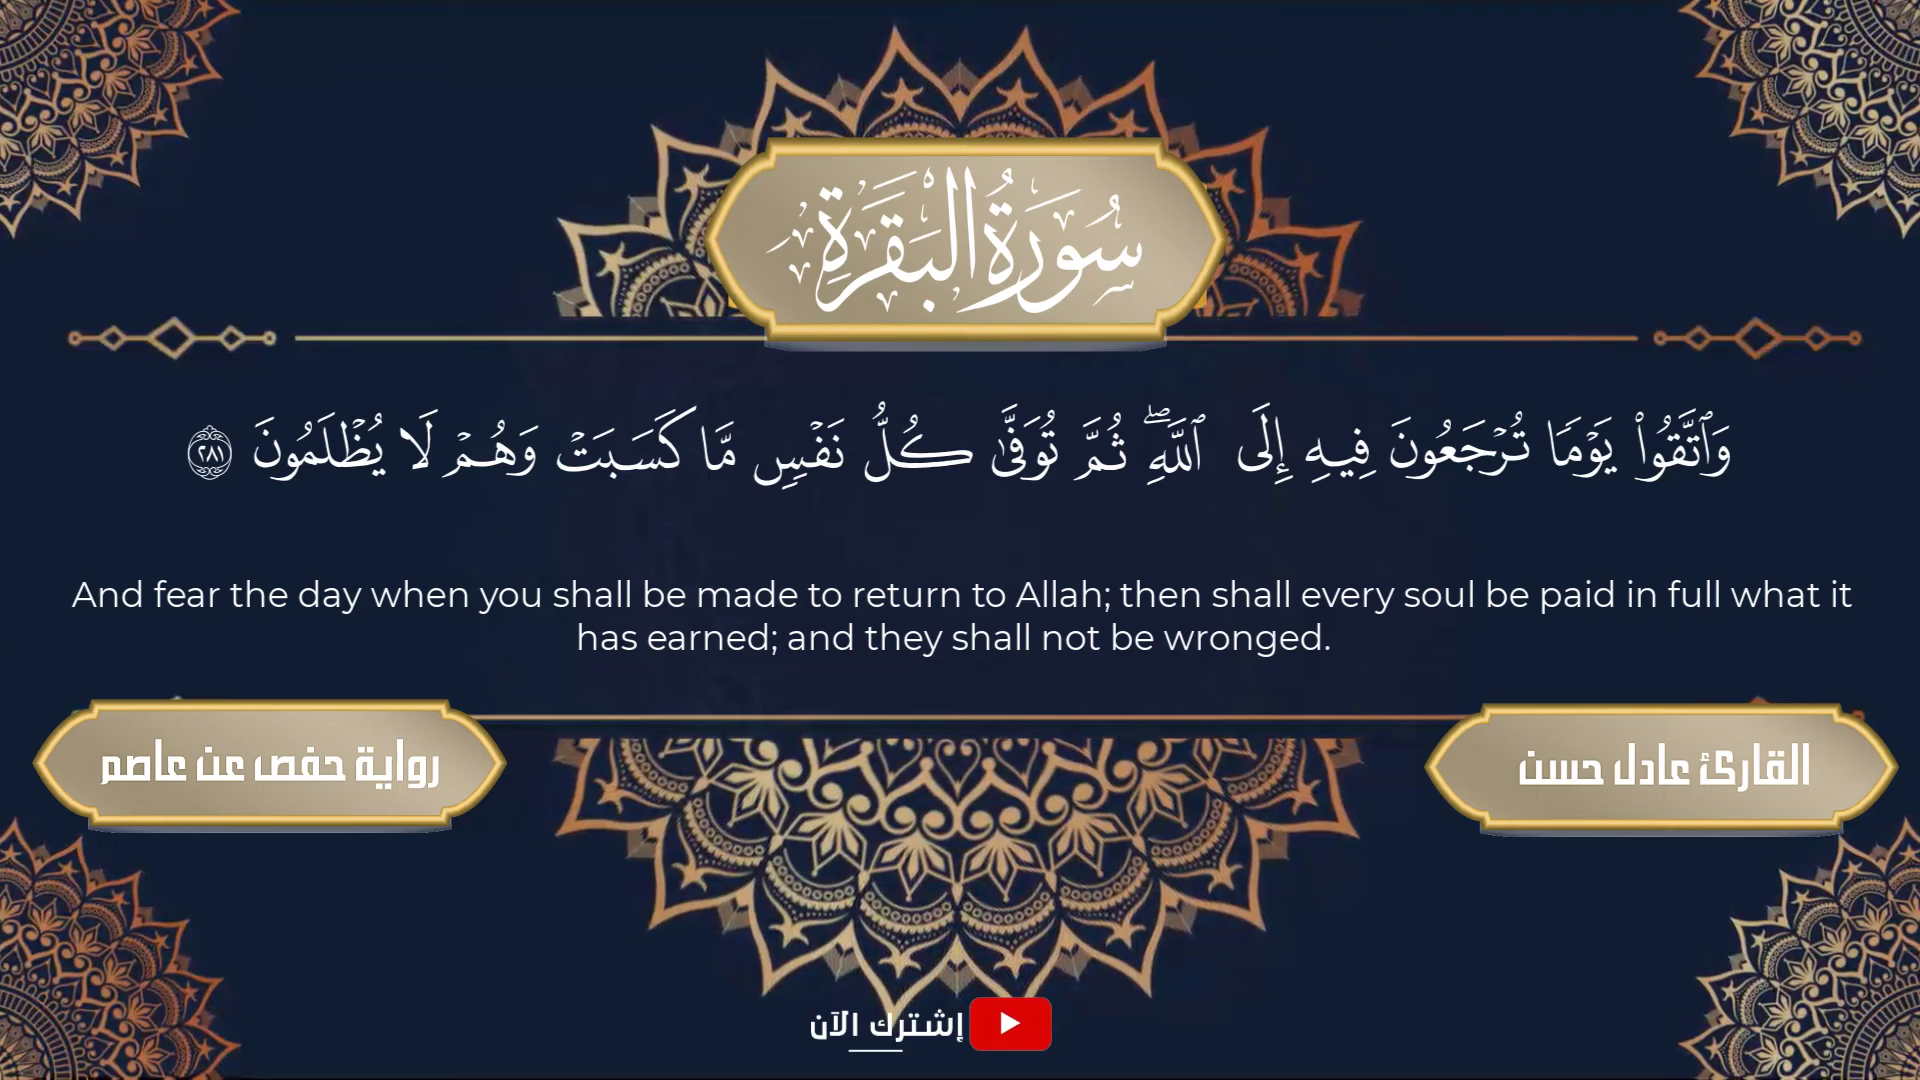 سُورَةُ البَقَرَةِ
وَٱتَّقُوا۟ يَوْمًا تُرْجَعُونَ فِيهِ إِلَى ٱللَّهِ ۖ ثُمَّ تُوَفَّىٰ كُلُّ نَفْسٍ مَّا كَسَبَتْ وَهُمْ لَا يُظْلَمُونَ ٢٨١
And fear the day when you shall be made to return to Allah; then shall every soul be paid in full what it
has earned; and they shall not be wronged.
القارئ عادل حسن
رواية حفص عن عاصم
إشترك الآن